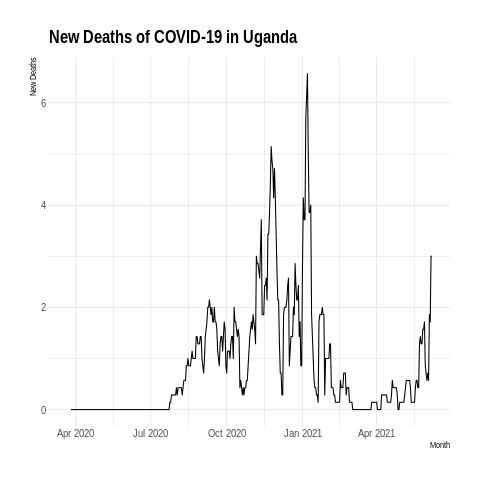 New Deaths of COVID-19 in Uganda
New Deaths
6
4
2
0
Apr 2020 Jul 2020 Oct 2020 Jan 2021 Apr 2021
Month